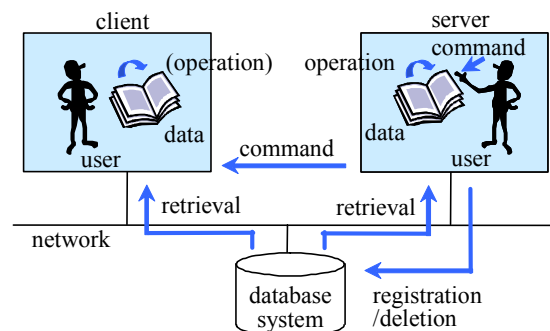 client
server
(operation)
data
user
operation
command
data
user
command
retrieval
retrieval
network
database
system
registration
/deletion